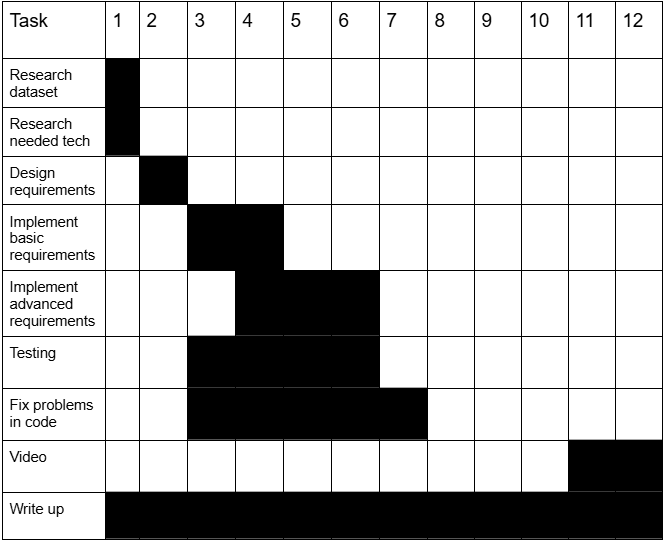 Task 1 2 3 4 5 6 7 8 9 10 11 12
Research
dataset
Research
needed tech
Design
requirements
Implement
basic
requirements
Implement
advanced
requirements
Testing
Fix problems
in code
Video
Write up